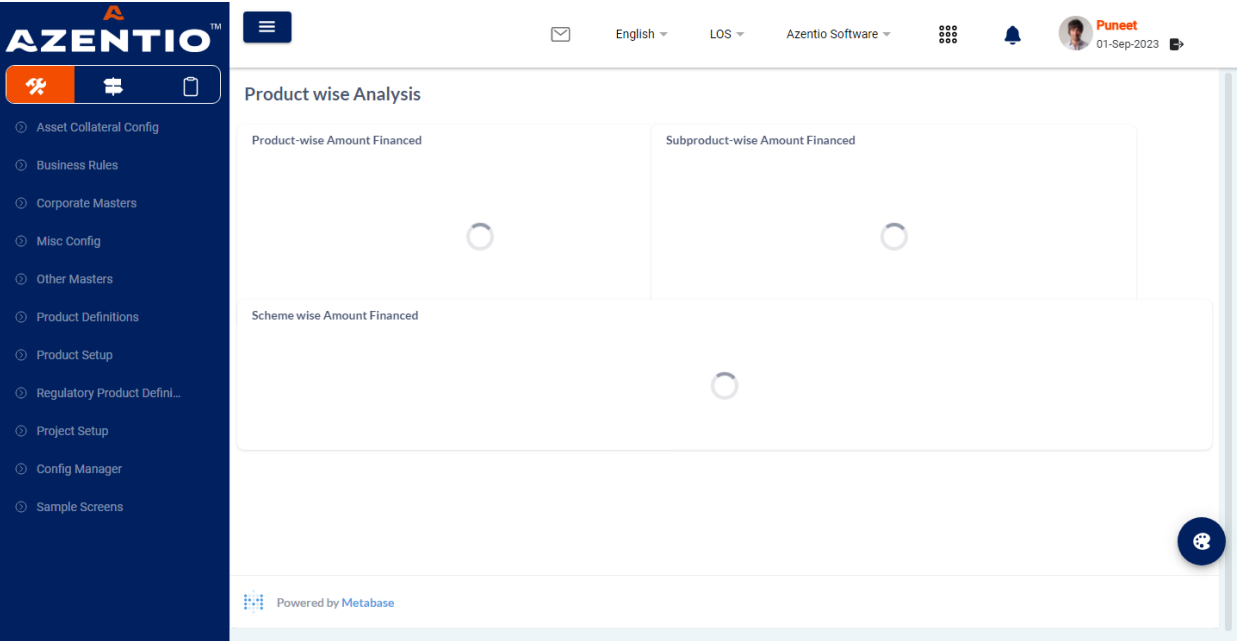 AZENTIO™
English
LOS
Azentio Software
Puneet
01-Sep-2023
Asset Collateral Config
Business Rules
Corporate Masters
Misc Config
Other Masters
Product Definitions
Product Setup
Regulatory Product Defini...
Project Setup
Config Manager
Sample Screens
Product wise Analysis
Product-wise Amount Financed
Subproduct-wise Amount Financed
Scheme wise Amount Financed
Powered by Metabase